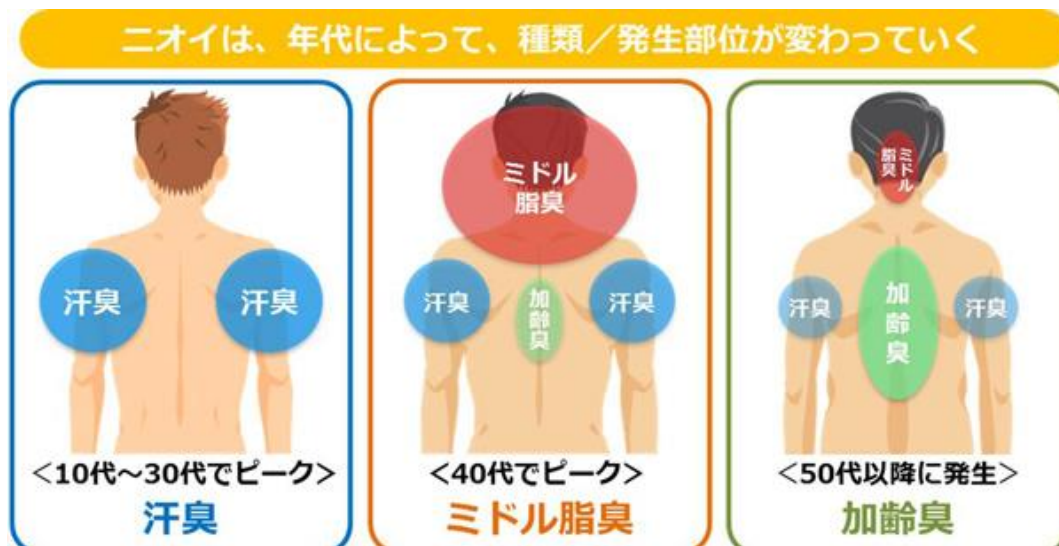 ニオイは、年代によって、種類／発生部位が変わっていく
汗臭
汗臭
＜10代～30代でピーク＞
汗臭
ミドル
脂臭
汗臭
加齢臭
汗臭
＜40代でピーク＞
ミドル脂臭
ミドル
脂臭
汗臭
加齢臭
汗臭
＜50代以降に発生＞
加齢臭